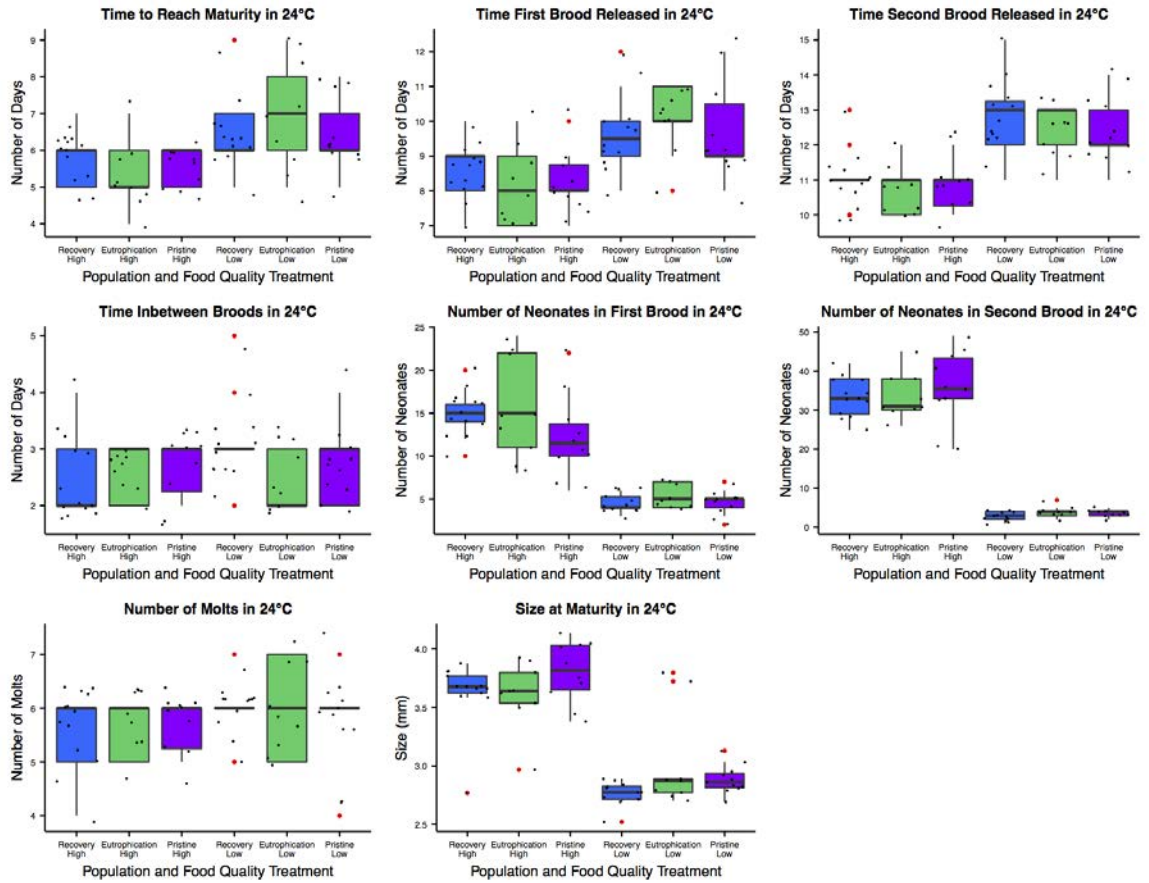 Time to Reach Maturity in 24°C
Number of Days
9
8
7
6
5
4
Recovery High
Eutrophication High
Pristine High
Recovery Low
Eutrophication Low
Pristine Low
Population and Food Quality Treatment
Time First Brood Released in 24°C
Number of Days
12
11
10
9
8
7
Recovery High
Eutrophication High
Pristine High
Recovery Low
Eutrophication Low
Pristine Low
Population and Food Quality Treatment
Time Second Brood Released in 24°C
Number of Days
15
14
13
12
11
10
Recovery High
Eutrophication High
Pristine High
Recovery Low
Eutrophication Low
Pristine Low
Population and Food Quality Treatment
Time Inbetween Broods in 24°C
Number of Days
5
4
3
2
Recovery High
Eutrophication High
Pristine High
Recovery Low
Eutrophication Low
Pristine Low
Population and Food Quality Treatment
Number of Neonates in First Brood in 24°C
Number of Neonates
25
20
15
10
5
Recovery High
Eutrophication High
Pristine High
Recovery Low
Eutrophication Low
Pristine Low
Population and Food Quality Treatment
Number of Neonates in Second Brood in 24°C
Number of Neonates
50
40
30
20
10
0
Recovery High
Eutrophication High
Pristine High
Recovery Low
Eutrophication Low
Pristine Low
Population and Food Quality Treatment
Number of Molts in 24°C
Number of Molts
7
6
5
4
Recovery High
Eutrophication High
Pristine High
Recovery Low
Eutrophication Low
Pristine Low
Population and Food Quality Treatment
Size at Maturity in 24°C
Size (mm)
4.0
3.5
3.0
2.5
Recovery High
Eutrophication High
Pristine High
Recovery Low
Eutrophication Low
Pristine Low
Population and Food Quality Treatment